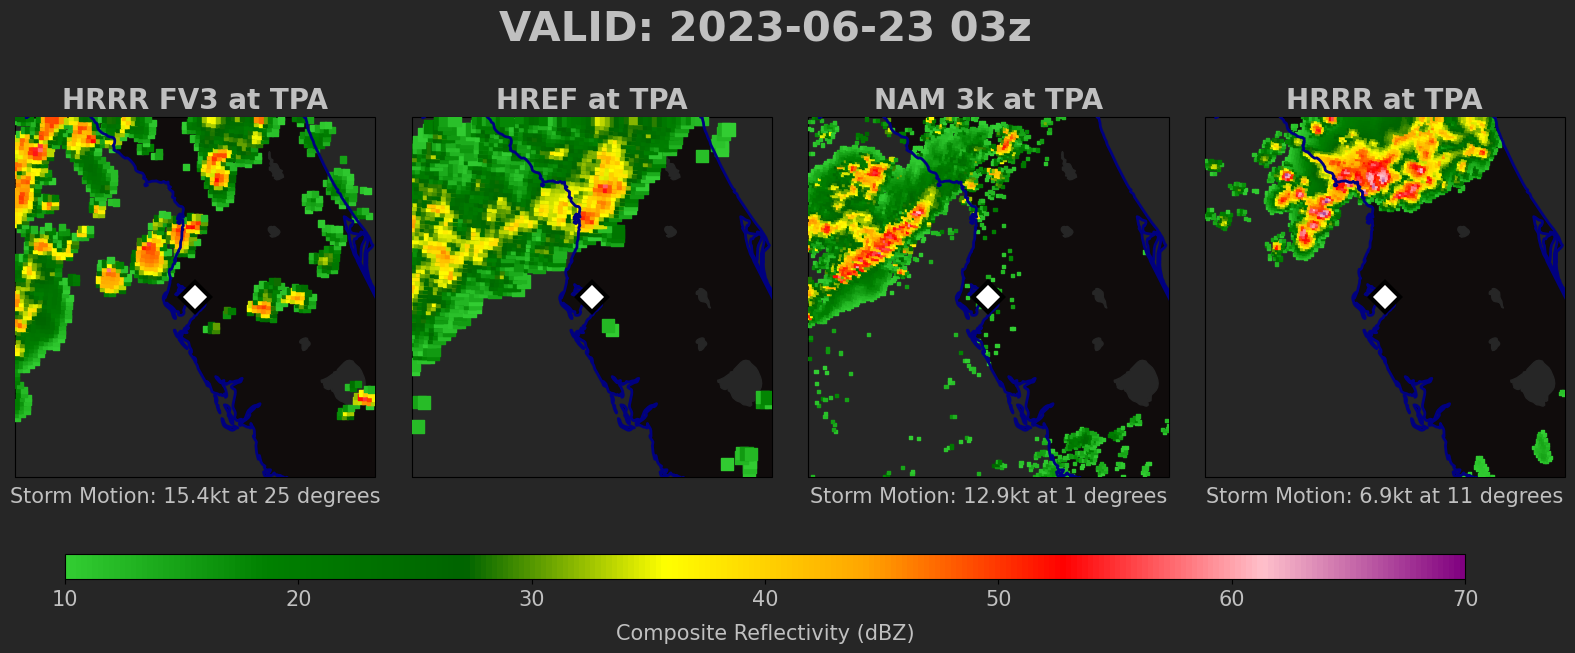 VALID: 2023-06-23 03z
HRRR FV3 at TPA
HREF at TPA
NAM 3k at TPA
HRRR at TPA
Storm Motion: 15.4kt at 25 degrees
Storm Motion: 12.9kt at 1 degrees
Storm Motion: 6.9kt at 11 degrees
10 20 30 40 50 60 70
Composite Reflectivity (dBZ)